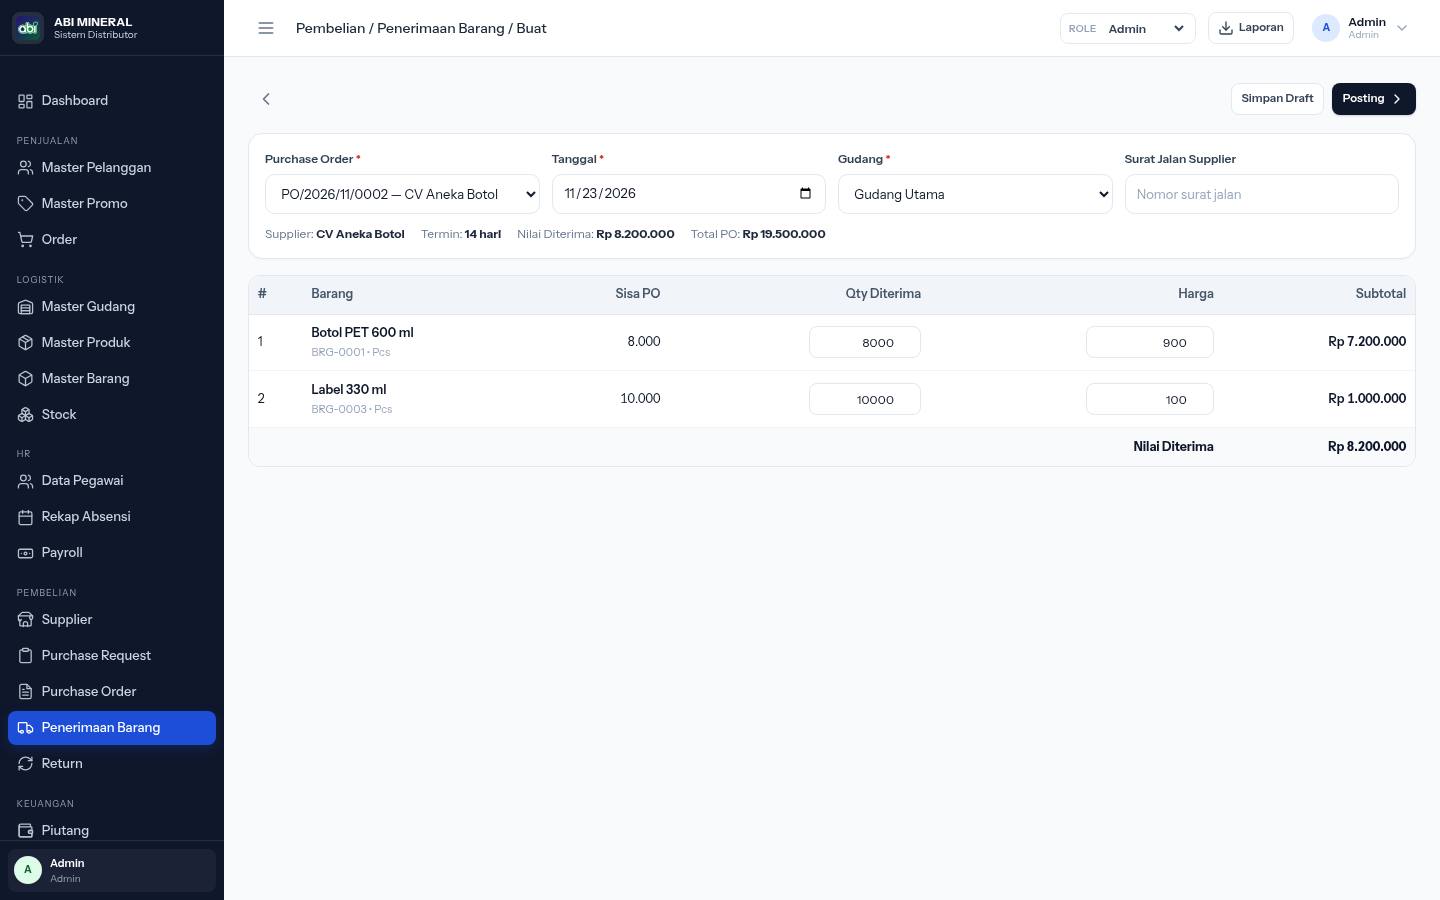 abi
ABI MINERAL
Sistem Distributor
Dashboard
PENJUALAN
Master Pelanggan
Master Promo
Order
LOGISTIK
Master Gudang
Master Produk
Master Barang
Stock
HR
Data Pegawai
Rekap Absensi
Payroll
PEMBELIAN
Supplier
Purchase Request
Purchase Order
Penerimaan Barang
Return
KEUANGAN
Piutang
A
Admin
Admin
Pembelian / Penerimaan Barang / Buat
ROLE Admin
Laporan
A
Admin
Admin
Simpan Draft
Posting
Purchase Order *
Tanggal *
Gudang *
Surat Jalan Supplier
PO/2026/11/0002 — CV Aneka Botol
11/23/2026
Gudang Utama
Nomor surat jalan
Supplier: CV Aneka Botol Termin: 14 hari Nilai Diterima: Rp 8.200.000 Total PO: Rp 19.500.000
# Barang Sisa PO Qty Diterima Harga Subtotal
1 Botol PET 600 ml 8.000 8000 900 Rp 7.200.000
BRG-0001 · Pcs
2 Label 330 ml 10.000 10000 100 Rp 1.000.000
BRG-0003 · Pcs
Nilai Diterima Rp 8.200.000